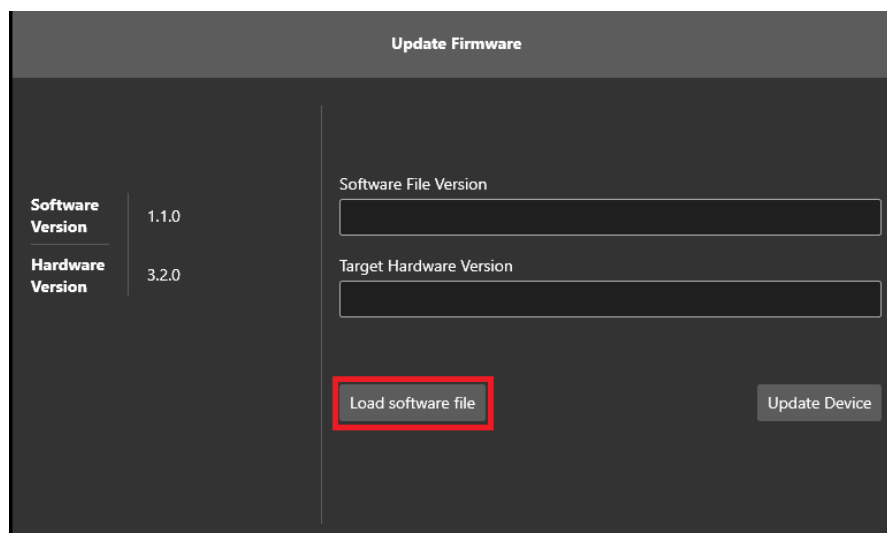 Update Firmware
Software
Version
1.1.0
Hardware
Version
3.2.0
Software File Version
Target Hardware Version
Load software file
Update Device